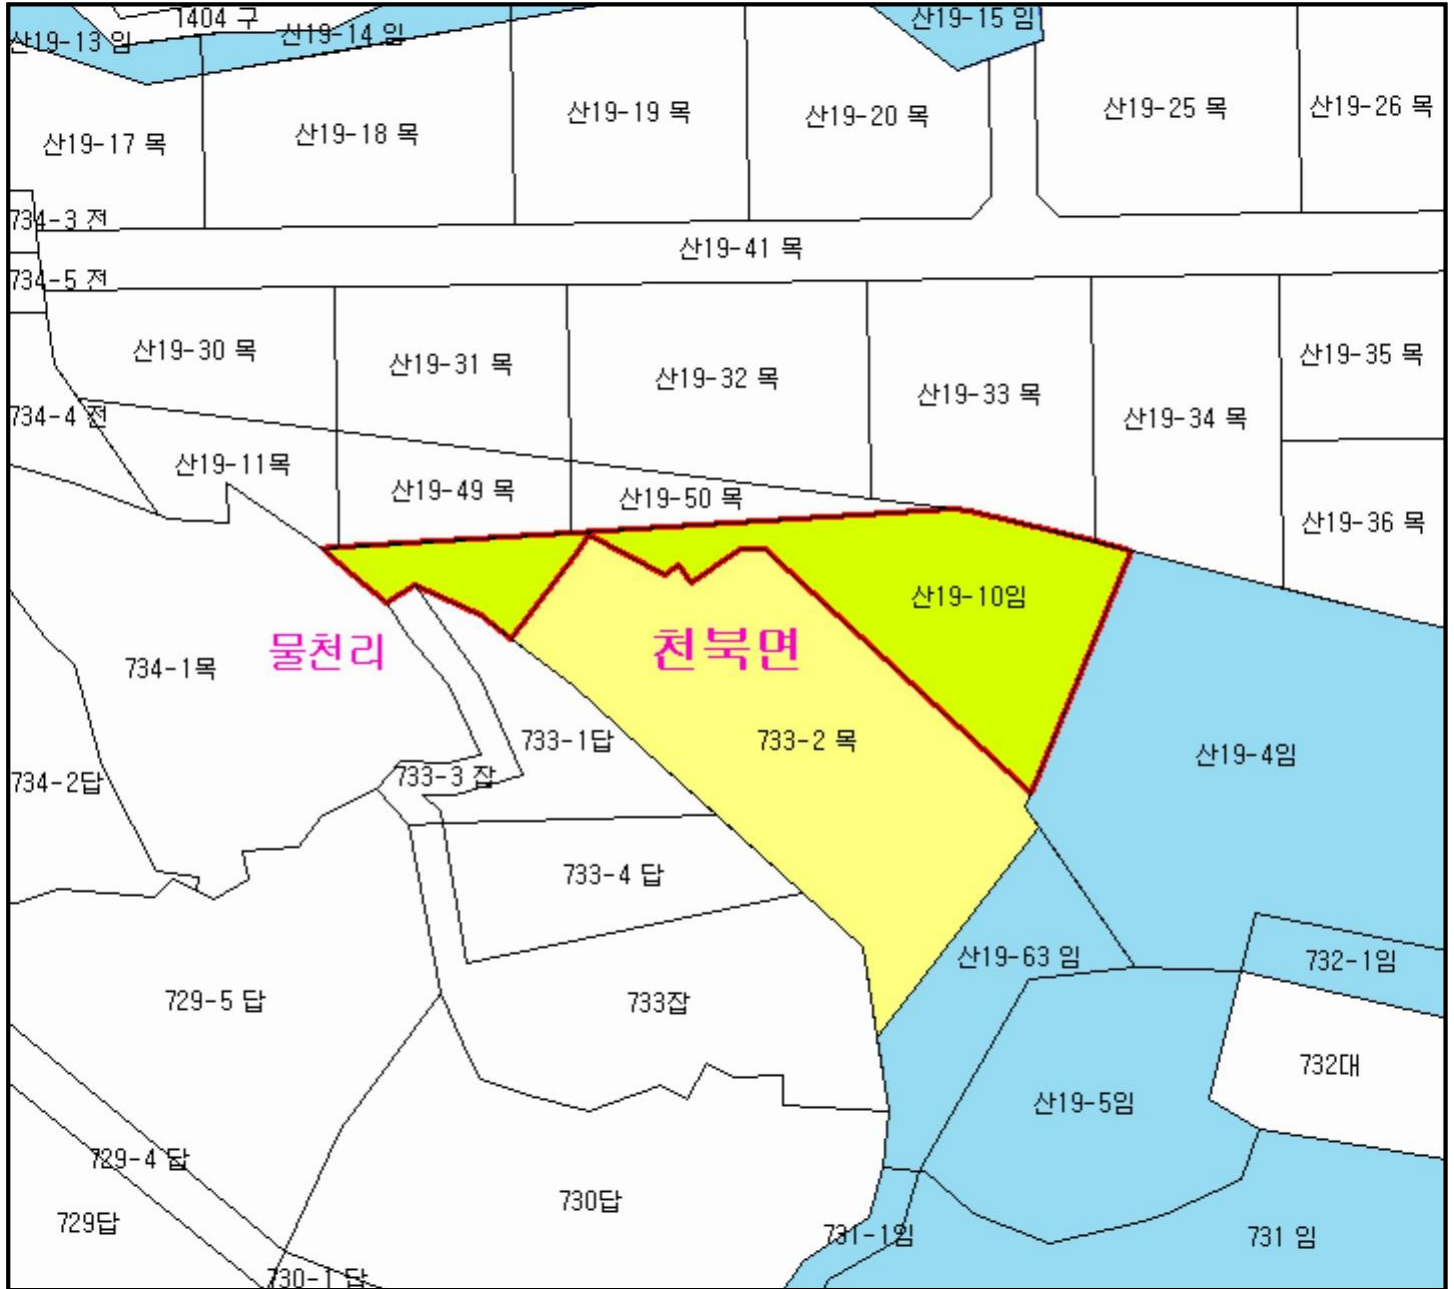 1404 구
산19-15 임
산19-13 임
산19-14 임
산19-19 목
산19-20 목
산19-25 목
산19-26 목
산19-17 목
산19-18 목
734-3 전
산19-41 목
734-5 전
산19-30 목
산19-31 목
산19-32 목
산19-33 목
산19-35 목
734-4 전
산19-34 목
산19-11목
산19-49 목
산19-50 목
산19-36 목
산19-10임
물천리
천북면
734-1목
733-1답
733-2 목
산19-4임
734-2답
733-3 잡
733-4 답
산19-63 임
732-1임
729-5 답
733잡
732대
산19-5임
729-4 답
730답
729답
731-1임
731 임
730-1 답